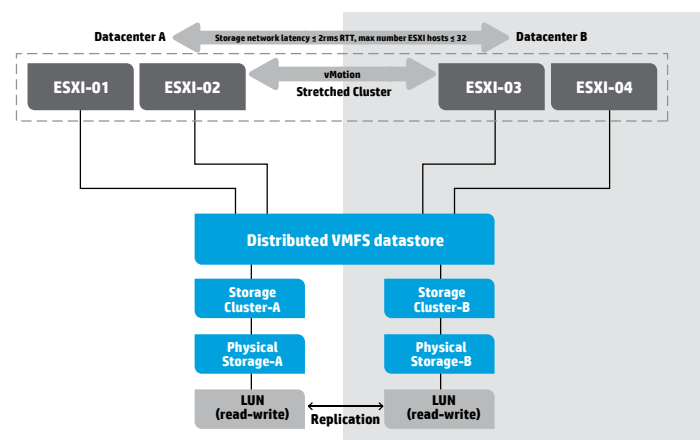 Datacenter A
Storage network latency ≤ 2rms RTT, max number ESXI hosts ≤ 32
Datacenter B
ESXI-01
ESXI-02
vMotion
Stretched Cluster
ESXI-03
ESXI-04
Distributed VMFS datastore
Storage
Cluster-A
Storage
Cluster-B
Physical
Storage-A
Physical
Storage-B
LUN
(read-write)
Replication
LUN
(read-write)